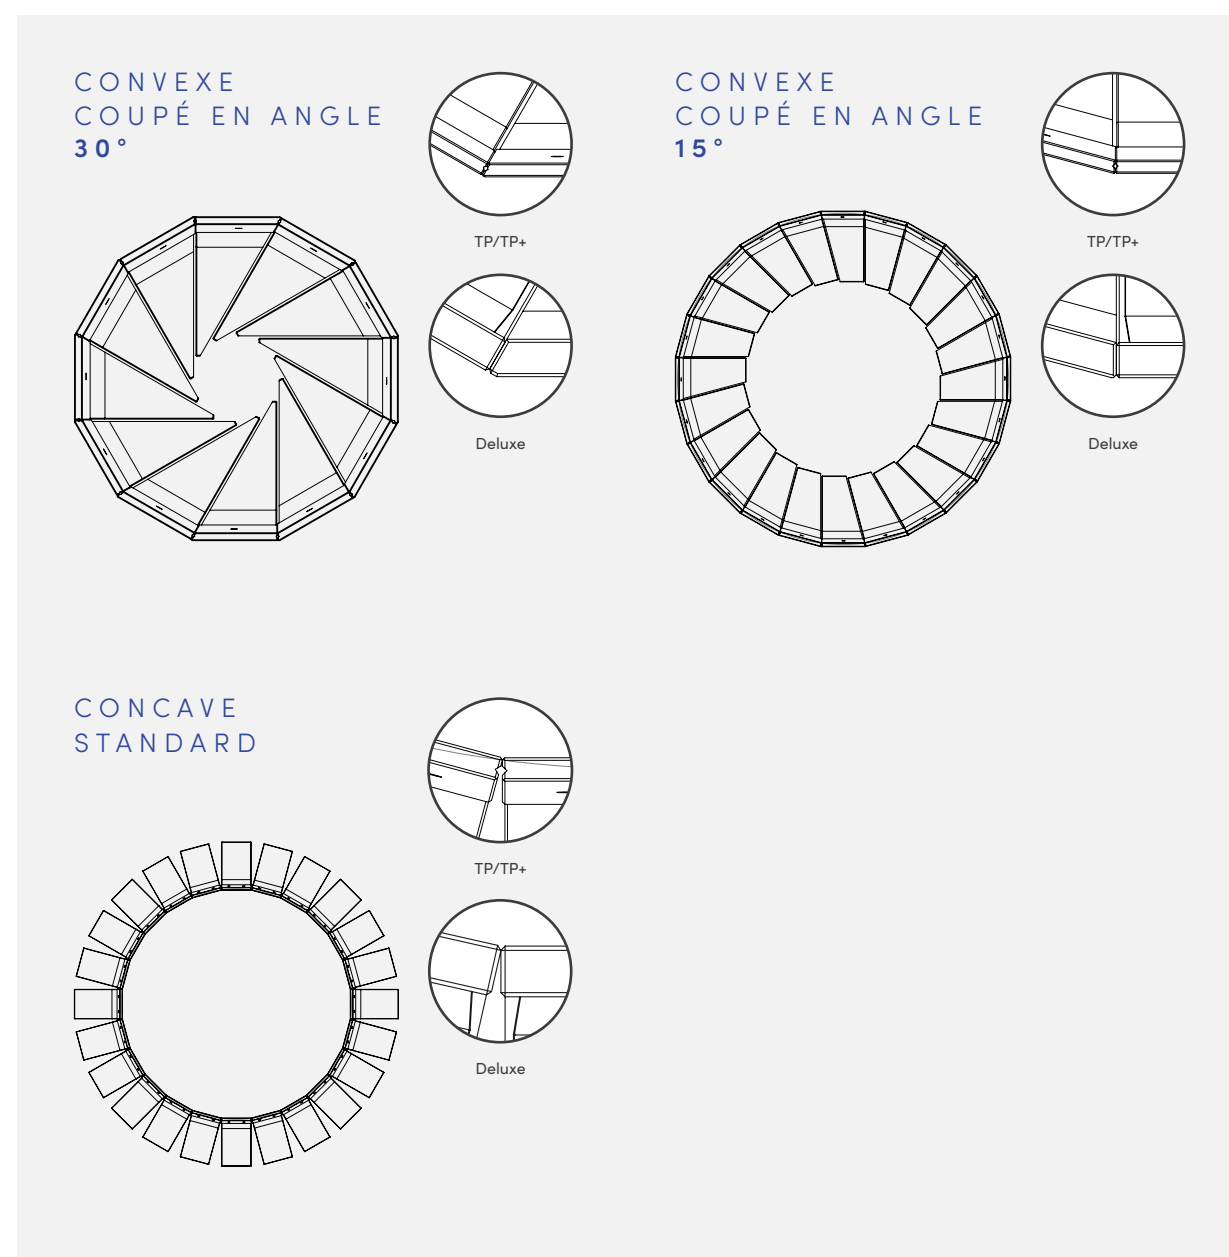 CONVEXE
COUPÉ EN ANGLE
30°
TP/TP+
Deluxe
CONVEXE
COUPÉ EN ANGLE
15°
TP/TP+
Deluxe
CONCAVE
STANDARD
TP/TP+
Deluxe